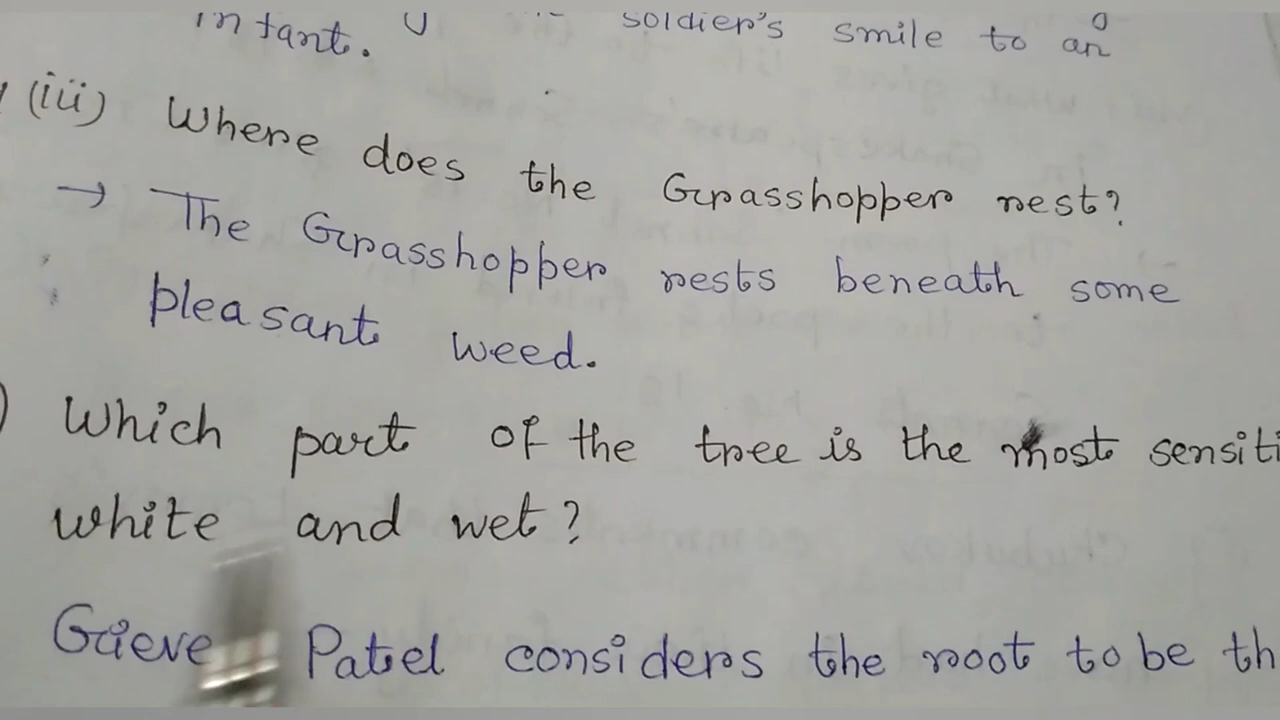 infant. soldier's smile to an
(iii) Where does the Grasshopper rest?
→ The Grasshopper rests beneath some
pleasant weed.
) Which part of the tree is the most sensiti
white and wet?
Grieve Patel considers the root to be th